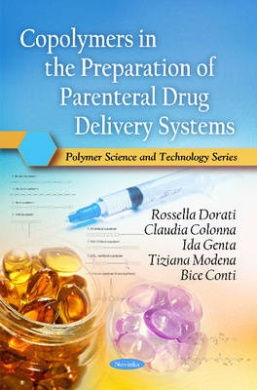 Copolymers in
the Preparation of
Parenteral Drug
Delivery Systems
Polymer Science and Technology Series
Rossella Dorati
Claudia Colonna
Ida Genta
Tiziana Modena
Bice Conti
Novinka